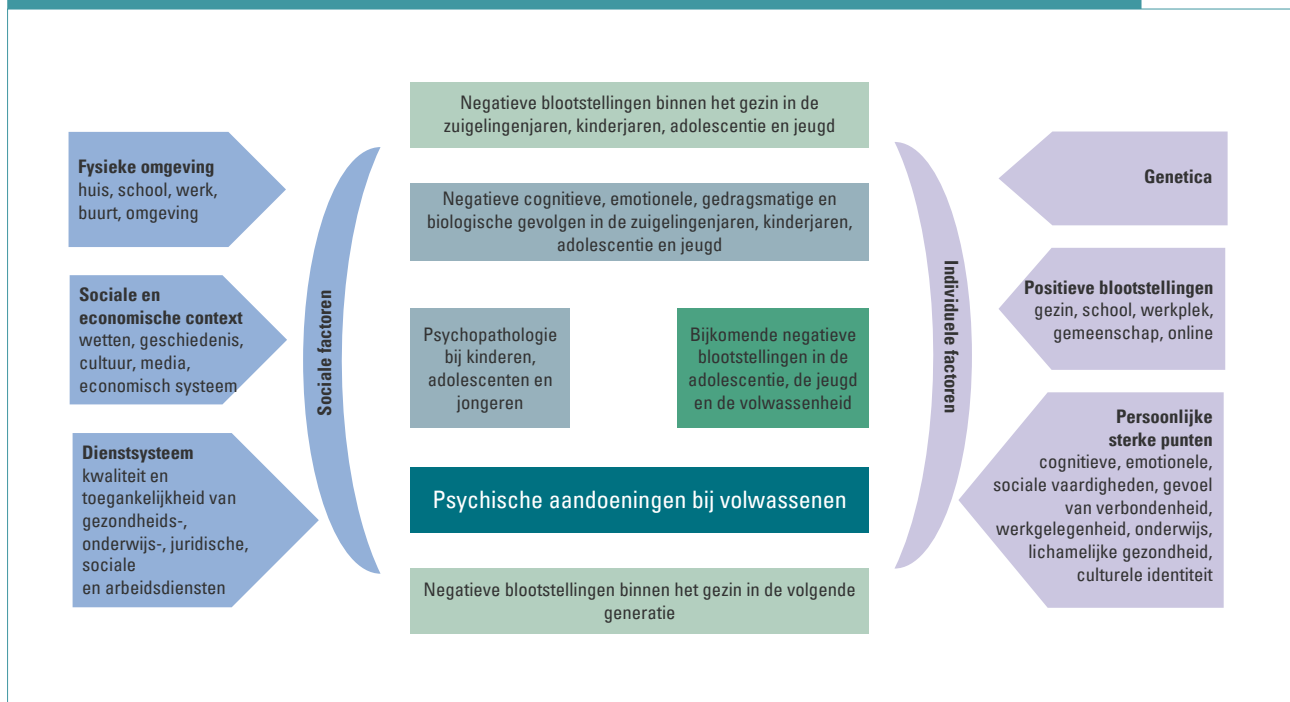 Negatieve blootstellingen binnen het gezin in de
zuigelingenjaren, kinderjaren, adolescentie en jeugd
Fysieke omgeving
huis, school, werk,
buurt, omgeving
Genetica
Negatieve cognitieve, emotionele, gedragsmatige en
biologische gevolgen in de zuigelingenjaren, kinderjaren,
adolescentie en jeugd
Sociale en
economische context
wetten, geschiedenis,
cultuur, media,
economisch systeem
Sociale factoren
Psychopathologie
bij kinderen,
adolescenten en
jongeren
Bijkomende negatieve
blootstellingen in de
adolescentie, de jeugd
en de volwassenheid
Individuele factoren
Positieve blootstellingen
gezin, school, werkplek,
gemeenschap, online
Dienstsysteem
kwaliteit en
toegankelijkheid van
gezondheids-,
onderwijs-, juridische,
sociale
en arbeidsdiensten
Psychische aandoeningen bij volwassenen
Persoonlijke
sterke punten
cognitieve, emotionele,
sociale vaardigheden, gevoel
van verbondenheid,
werkgelegenheid, onderwijs,
lichamelijke gezondheid,
culturele identiteit
Negatieve blootstellingen binnen het gezin in de volgende
generatie